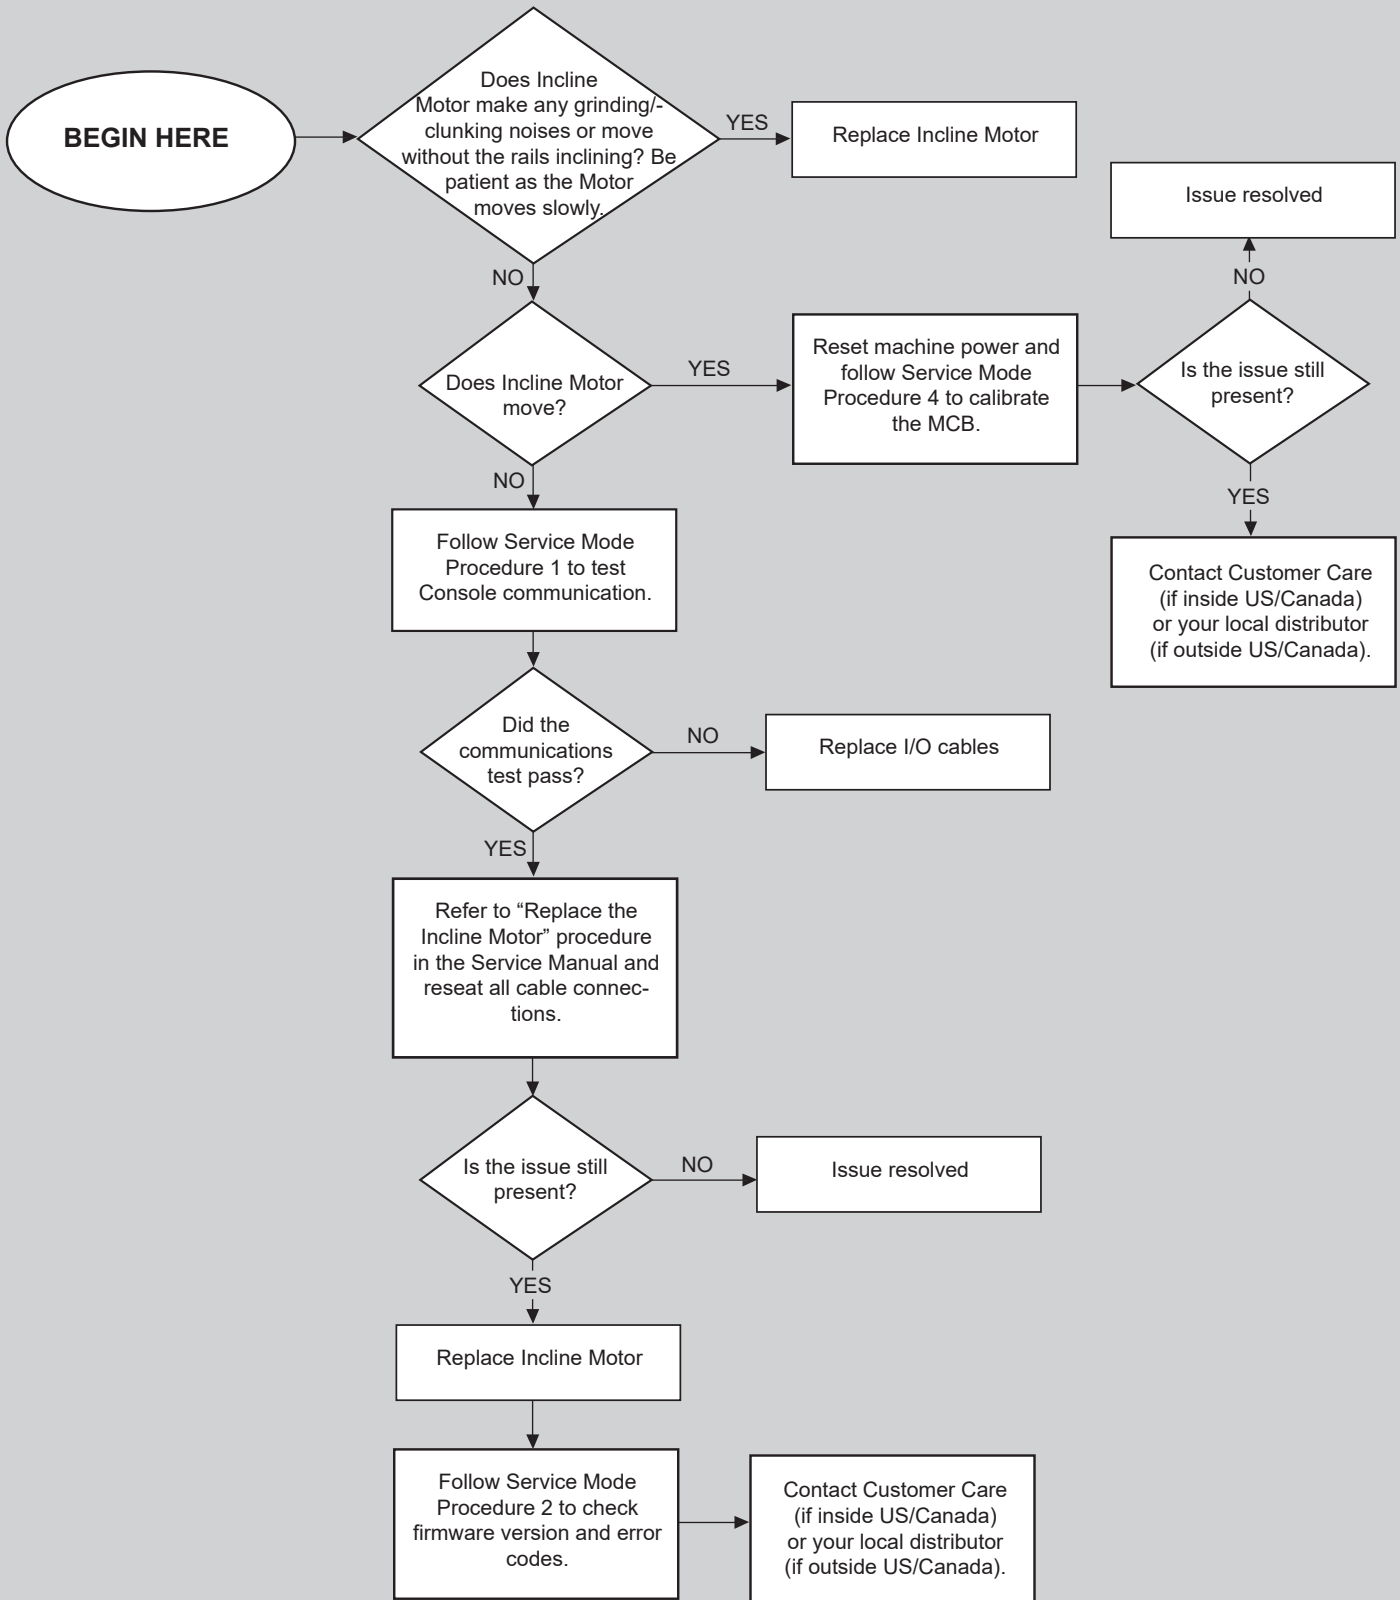 BEGIN HERE
Does Incline
Motor make any grinding/-
clunking noises or move
without the rails inclining? Be
patient as the Motor
moves slowly.
YES
Replace Incline Motor
NO
Does Incline Motor
move?
YES
Reset machine power and
follow Service Mode
Procedure 4 to calibrate
the MCB.
Is the issue still
present?
NO
Issue resolved
YES
Contact Customer Care
(if inside US/Canada)
or your local distributor
(if outside US/Canada).
NO
Follow Service Mode
Procedure 1 to test
Console communication.
Did the
communications
test pass?
NO
Replace I/O cables
YES
Refer to “Replace the
Incline Motor” procedure
in the Service Manual and
reseat all cable connec-
tions.
Is the issue still
present?
NO
Issue resolved
YES
Replace Incline Motor
Follow Service Mode
Procedure 2 to check
firmware version and error
codes.
Contact Customer Care
(if inside US/Canada)
or your local distributor
(if outside US/Canada).